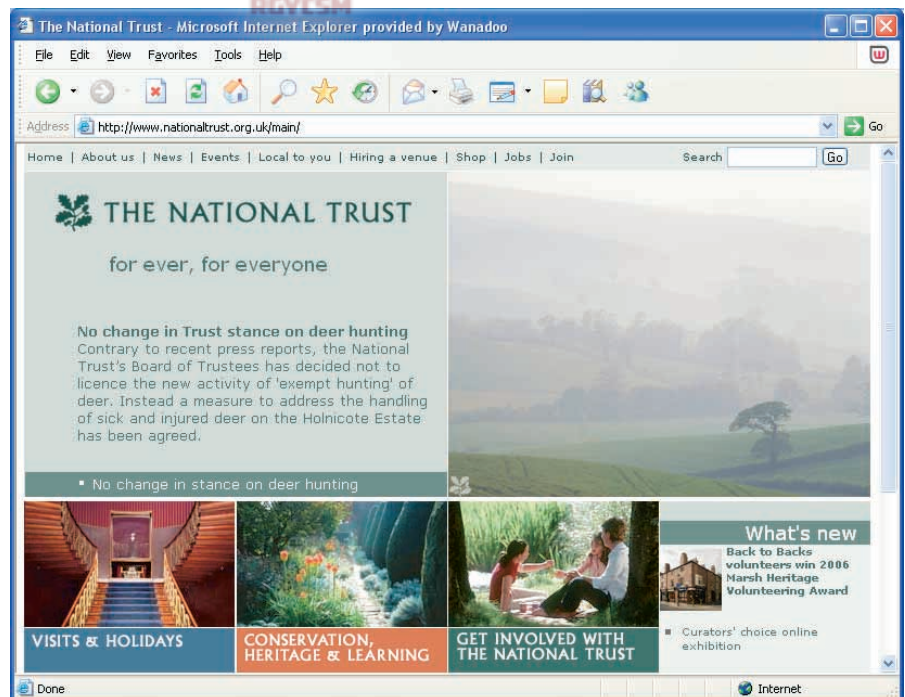 The National Trust - Microsoft Internet Explorer provided by Wanadoo
File Edit View Favorites Tools Help
Address http://www.nationaltrust.org.uk/main/ Go
Home | About us | News | Events | Local to you | Hiring a venue | Shop | Jobs | Join Search Go
THE NATIONAL TRUST
for ever, for everyone
No change in Trust stance on deer hunting
Contrary to recent press reports, the National
Trust's Board of Trustees has decided not to
licence the new activity of 'exempt hunting' of
deer. Instead a measure to address the handling
of sick and injured deer on the Holnicote Estate
has been agreed.
No change in stance on deer hunting
VISITS & HOLIDAYS
CONSERVATION,
HERITAGE & LEARNING
GET INVOLVED WITH
THE NATIONAL TRUST
What's new
Back to Backs
volunteers win 2006
Marsh Heritage
Volunteering Award
Curators' choice online
exhibition
Done Internet